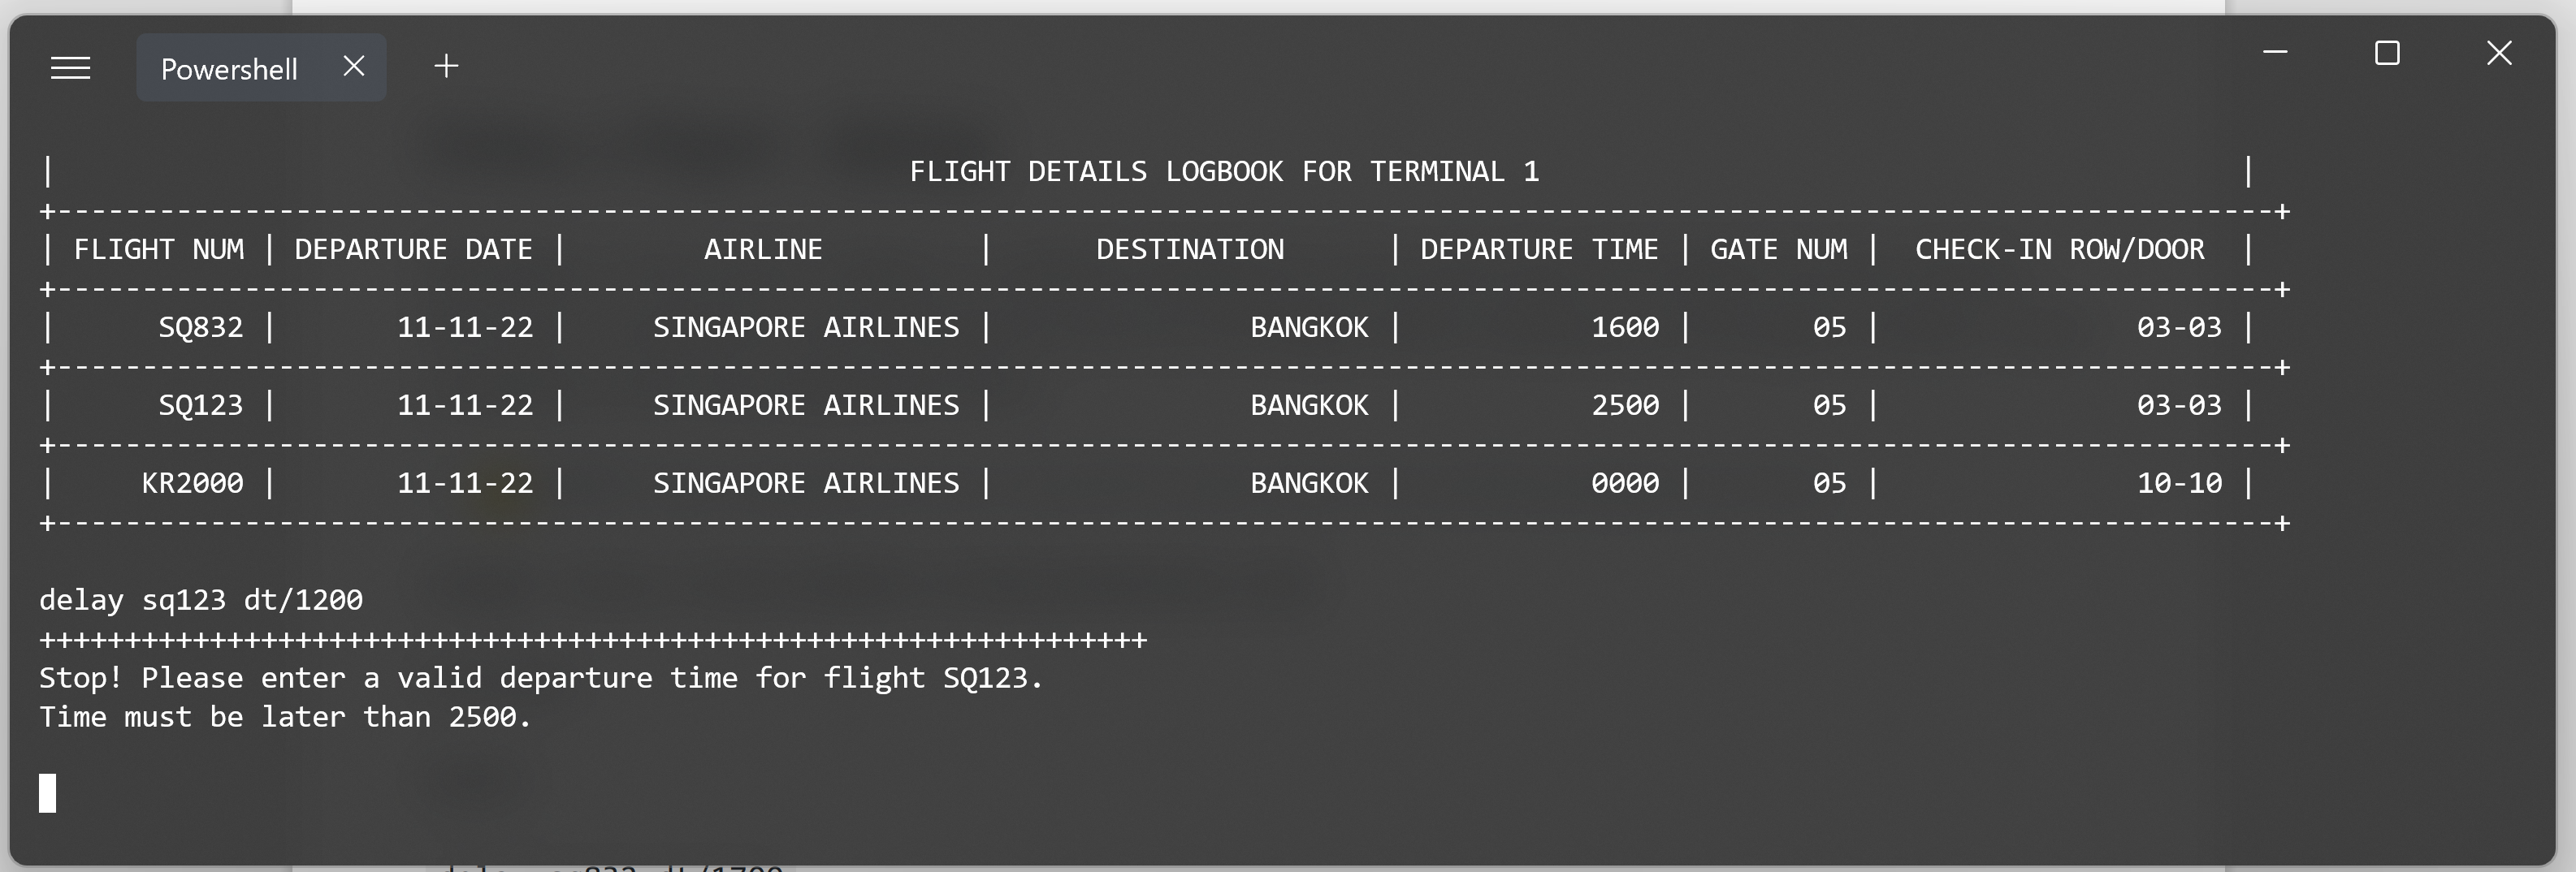 Powershell
| FLIGHT DETAILS LOGBOOK FOR TERMINAL 1 |
+-----------------------------------------------------------------------------------------------------------------------------------+
| FLIGHT NUM | DEPARTURE DATE | AIRLINE | DESTINATION | DEPARTURE TIME | GATE NUM | CHECK-IN ROW/DOOR |
+-----------------------------------------------------------------------------------------------------------------------------------+
| SQ832 | 11-11-22 | SINGAPORE AIRLINES | BANGKOK | 1600 | 05 | 03-03 |
+-----------------------------------------------------------------------------------------------------------------------------------+
| SQ123 | 11-11-22 | SINGAPORE AIRLINES | BANGKOK | 2500 | 05 | 03-03 |
+-----------------------------------------------------------------------------------------------------------------------------------+
| KR2000 | 11-11-22 | SINGAPORE AIRLINES | BANGKOK | 0000 | 05 | 10-10 |
+-----------------------------------------------------------------------------------------------------------------------------------+
delay sq123 dt/1200
+++++++++++++++++++++++++++++++++++++++++++++++++++++++++++++++++
Stop! Please enter a valid departure time for flight SQ123.
Time must be later than 2500.